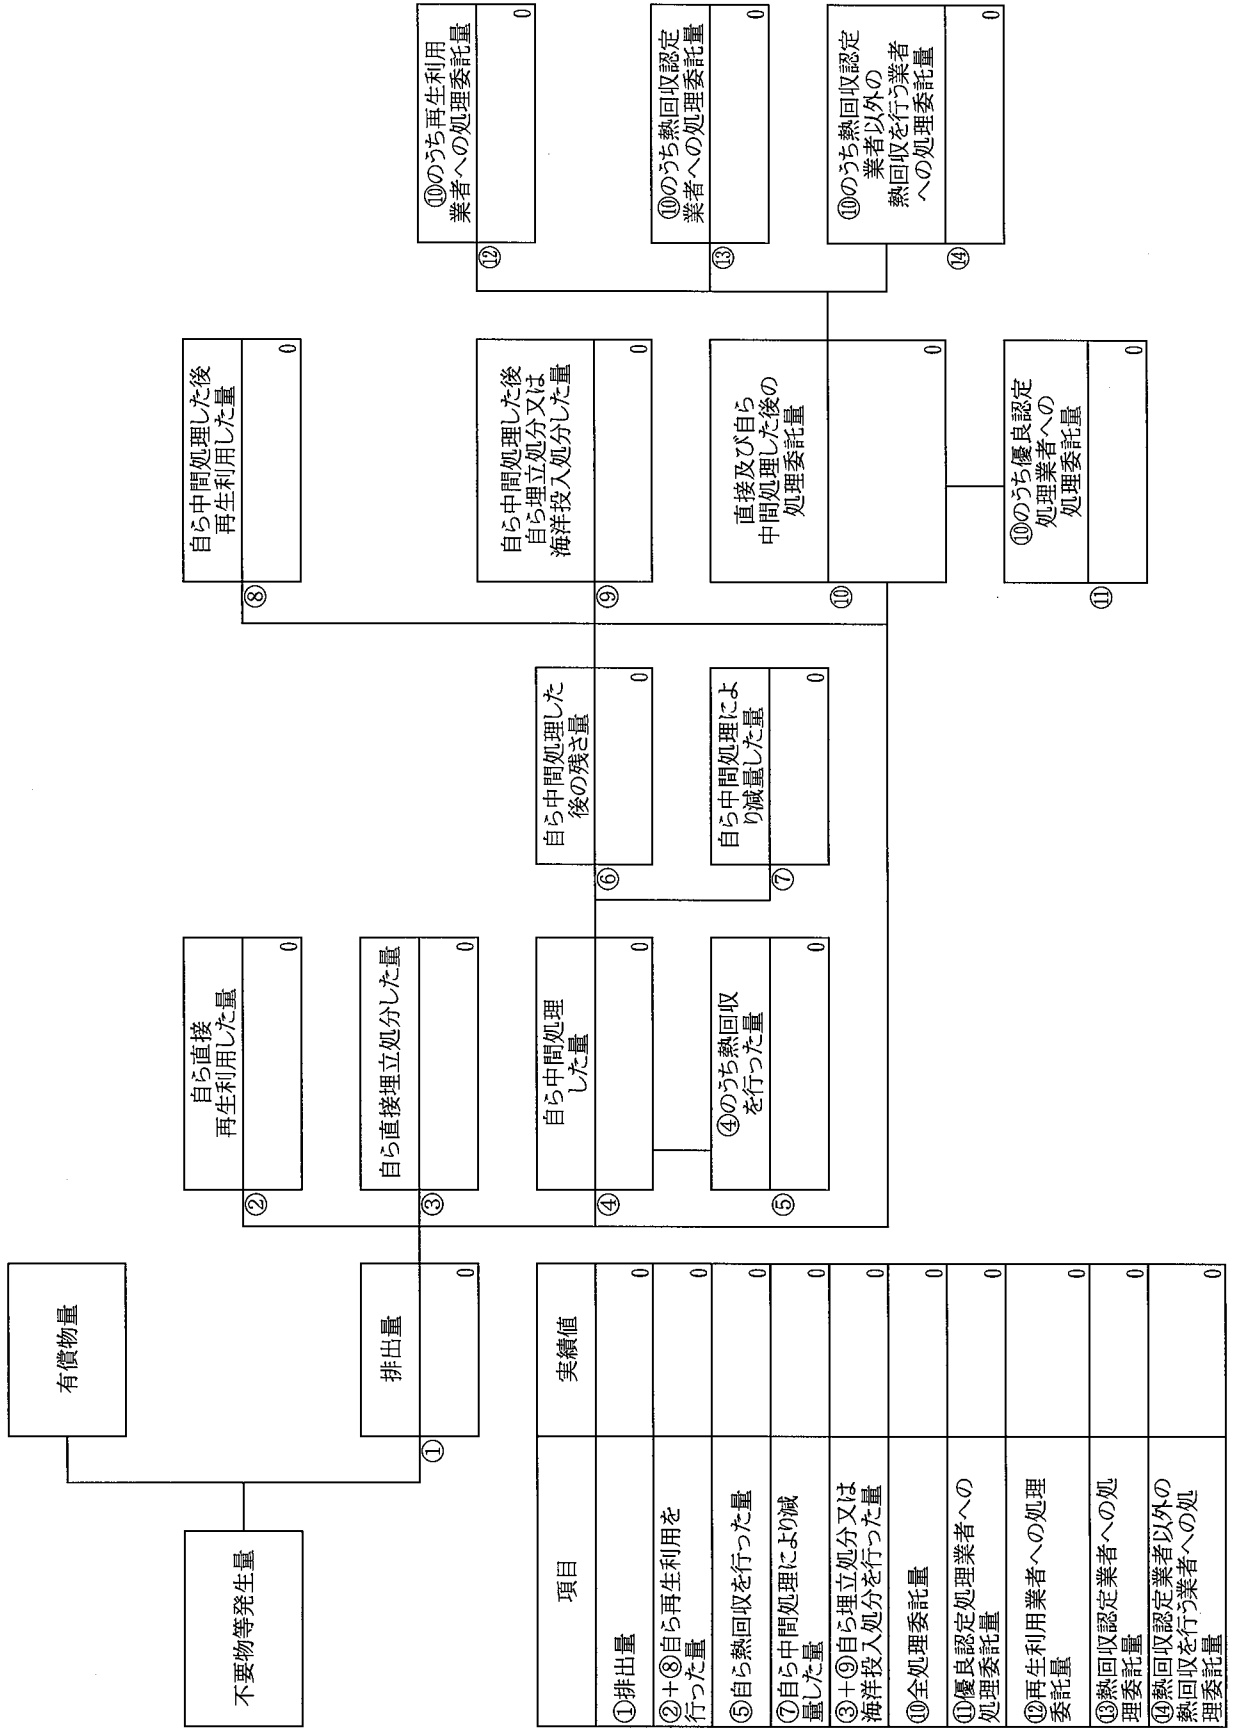 有償物量
不要物等発生量
排出量
①
0
自ら直接
再生利用した量
②
0
自ら直接埋立処分した量
③
0
自ら中間処理
した量
④
0
④のうち熱回収
を行った量
⑤
0
自ら中間処理した
後の残さ量
⑥
0
自ら中間処理によ
り減量した量
⑦
0
自ら中間処理した後
再生利用した量
⑧
0
自ら中間処理した後
自ら埋立処分又は
海洋投入処分した量
⑨
0
直接及び自ら
中間処理した後の
処理委託量
⑩
0
⑩のうち優良認定
処理業者への
処理委託量
⑪
0
⑩のうち再生利用
業者への処理委託量
⑫
0
⑩のうち熱回収認定
業者への処理委託量
⑬
0
⑩のうち熱回収認定
業者以外の
熱回収を行う業者
への処理委託量
⑭
0
項目 実績値
①排出量 0
②+⑧自ら再生利用を
行った量 0
⑤自ら熱回収を行った量 0
⑦自ら中間処理により減
量した量 0
③+⑨自ら埋立処分又は
海洋投入処分を行った量 0
⑩全処理委託量 0
⑪優良認定処理業者への
処理委託量 0
⑫再生利用業者への処理
委託量 0
⑬熱回収認定業者への処
理委託量 0
⑭熱回収認定業者以外の
熱回収を行う業者への処
理委託量 0